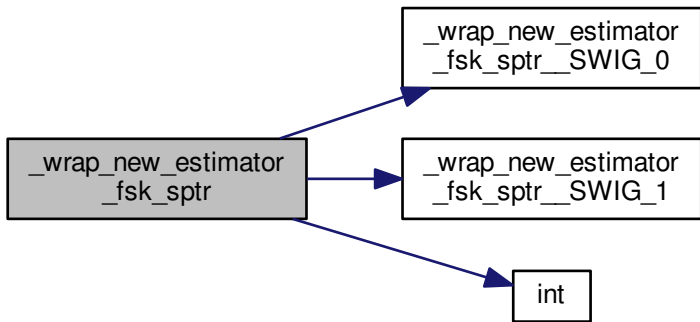 _wrap_new_estimator
_fsk_sptr__SWIG_0
_wrap_new_estimator
_fsk_sptr
_wrap_new_estimator
_fsk_sptr__SWIG_1
int